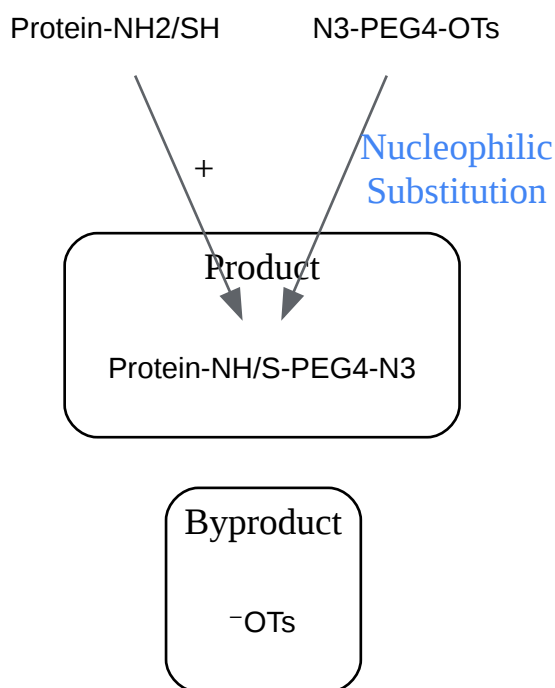 Protein-NH2/SH N3-PEG4-OTs
+
Nucleophilic
Substitution
Product
Protein-NH/S-PEG4-N3
Byproduct
⁻OTs